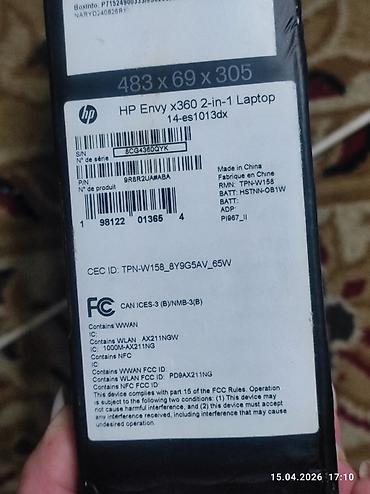 NARYD240826R1
483 x 69 x 305
hp
HP Envy x360 2-in-1 Laptop
14-es1013dx
S/N
N° de série
8CG4360QYK
P/N
N° de produit
9R8R2UA#ABA
1 98122 01365 4
Made in China
Fabrique en Chine
RMN: TPN-W158
BATT: HSTNN-OB1W
BATT:
ADP:
PI967_II
CEC ID: TPN-W158_8Y9G5AV_65W
FC CAN ICES-3 (B)/NMB-3(B)
Contains WWAN
IC:
Contains WLAN AX211NGW
IC: 1000M-AX211NG
Contains NFC
IC:
Contains WWAN FCC ID:
Contains WLAN FCC ID: PD9AX211NG
Contains NFC FCC ID:
This device complies with part 15 of the FCC Rules. Operation
is subject to the following two conditions: (1) This device may
not cause harmful interference, and (2) this device must accept
any interference received, including interference that may cause
undesired operation.
15.04.2026 17:10